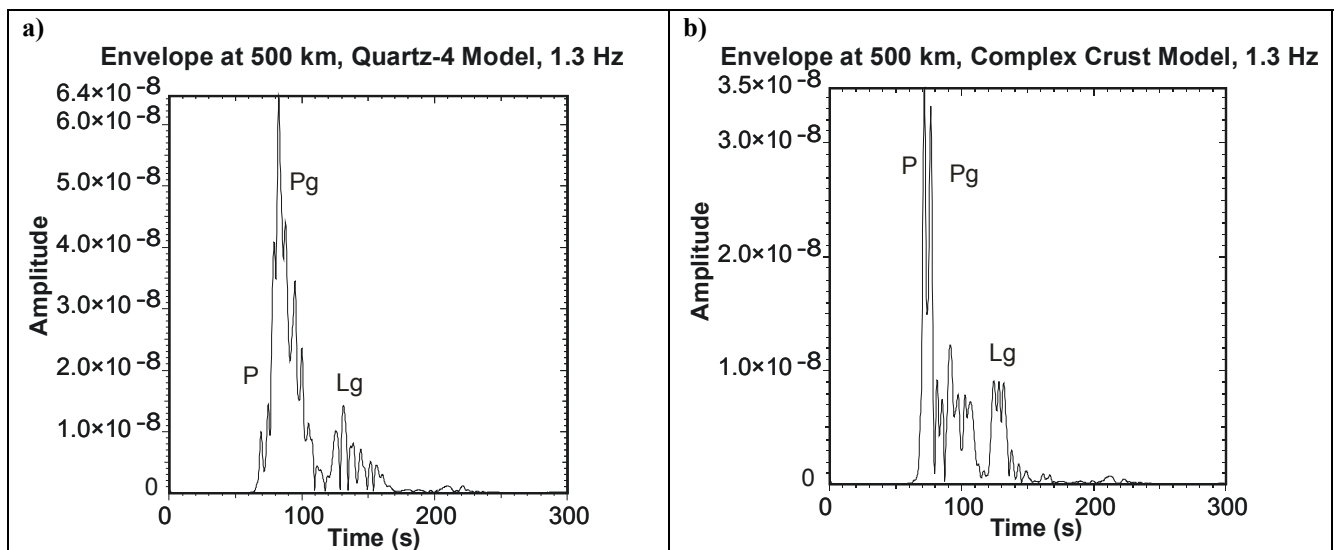 a)
Envelope at 500 km, Quartz-4 Model, 1.3 Hz
6.4×10 -8
6.0×10 -8
5.0×10 -8
4.0×10 -8
3.0×10 -8
2.0×10 -8
1.0×10 -8
0
Amplitude
P
Pg
Lg
0 100 200 300
Time (s)
b)
Envelope at 500 km, Complex Crust Model, 1.3 Hz
3.5×10 -8
3.0×10 -8
2.0×10 -8
1.0×10 -8
0
Amplitude
P
Pg
Lg
0 100 200 300
Time (s)